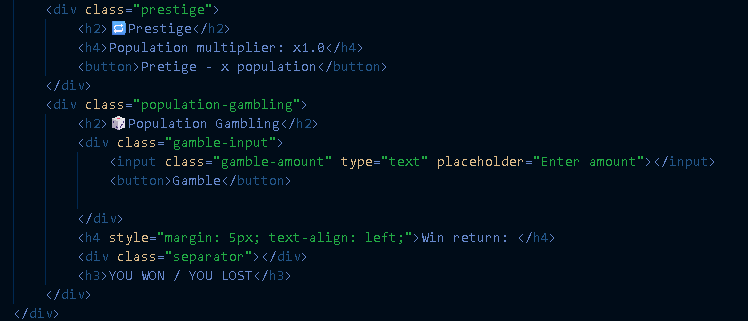 <div class="prestige">
<h2>🔁Prestige</h2>
<h4>Population multiplier: x1.0</h4>
<button>Pretige - x population</button>
</div>
<div class="population-gambling">
<h2>🎲Population Gambling</h2>
<div class="gamble-input">
<input class="gamble-amount" type="text" placeholder="Enter amount"></input>
<button>Gamble</button>
</div>
<h4 style="margin: 5px; text-align: left;">Win return: </h4>
<div class="separator"></div>
<h3>YOU WON / YOU LOST</h3>
</div>
</div>